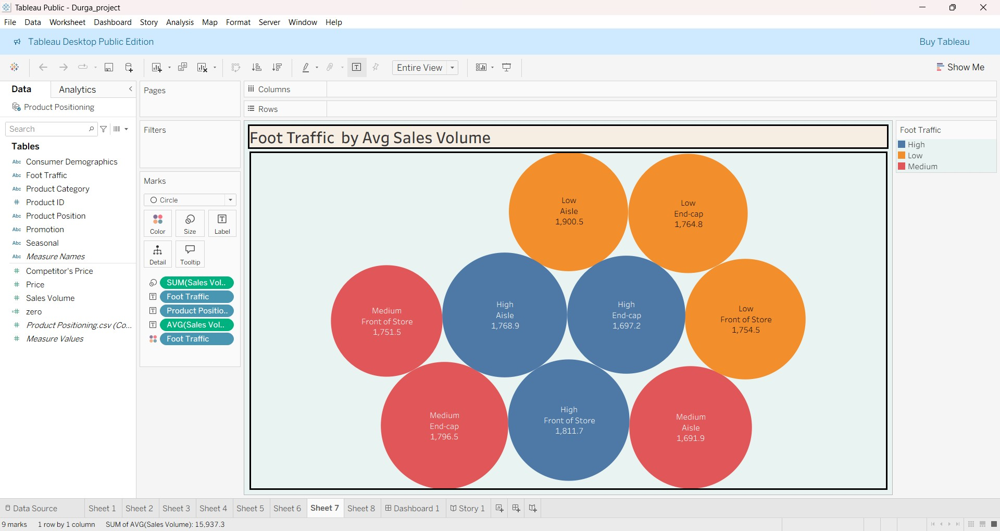 Tableau Public - Durga_project
File Data Worksheet Dashboard Story Analysis Map Format Server Window Help
Tableau Desktop Public Edition
Buy Tableau
Entire View
Show Me
Data
Analytics
Product Positioning
Search
Tables
Consumer Demographics
Foot Traffic
Product Category
Product ID
Product Position
Promotion
Seasonal
Measure Names
Competitor's Price
Price
Sales Volume
zero
Product Positioning.csv (Co...
Measure Values
Pages
Filters
Marks
Circle
Color Size Label
Detail Tooltip
SUM(Sales Vol..
Foot Traffic
Product Positio..
AVG(Sales Vol..
Foot Traffic
Columns
Rows
Foot Traffic by Avg Sales Volume
Low
Aisle
1,900.5
Low
End-cap
1,764.8
Medium
Front of Store
1,751.5
High
Aisle
1,768.9
High
End-cap
1,697.2
Low
Front of Store
1,754.5
Medium
End-cap
1,796.5
High
Front of Store
1,811.7
Medium
Aisle
1,691.9
Foot Traffic
High
Low
Medium
Data Source Sheet 1 Sheet 2 Sheet 3 Sheet 4 Sheet 5 Sheet 6 Sheet 7 Sheet 8 Dashboard 1 Story 1
9 marks 1 row by 1 column SUM of AVG(Sales Volume): 15,937.3